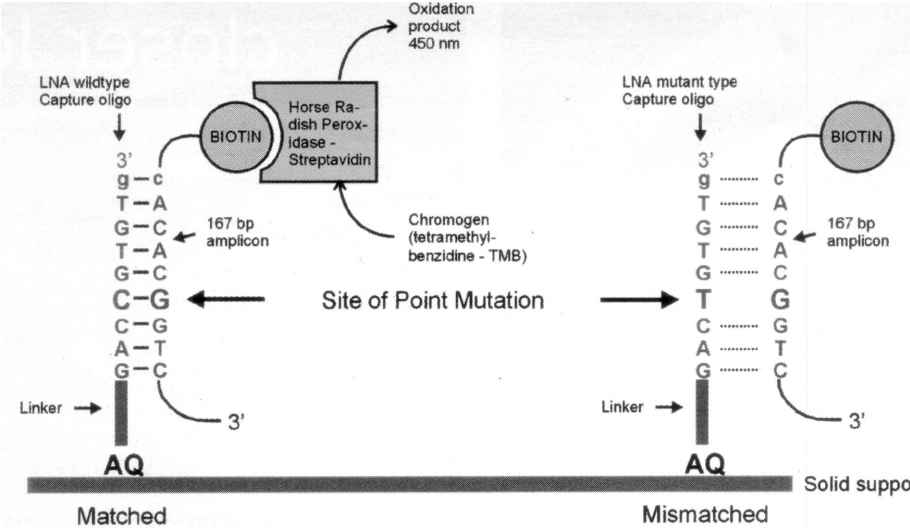 Oxidation
product
450 nm
LNA wildtype
Capture oligo
BIOTIN
Horse Ra-
dish Perox-
idase -
Streptavidin
Chromogen
(tetramethyl-
benzidine - TMB)
3'
g c
T A
G C
T A
G C
C G
C G
A T
G C
167 bp
amplicon
Site of Point Mutation
Linker
3'
AQ
Matched
LNA mutant type
Capture oligo
BIOTIN
3'
g c
T A
G C
T A
G C
T G
C G
A T
G C
167 bp
amplicon
Linker
3'
AQ
Solid suppo
Mismatched